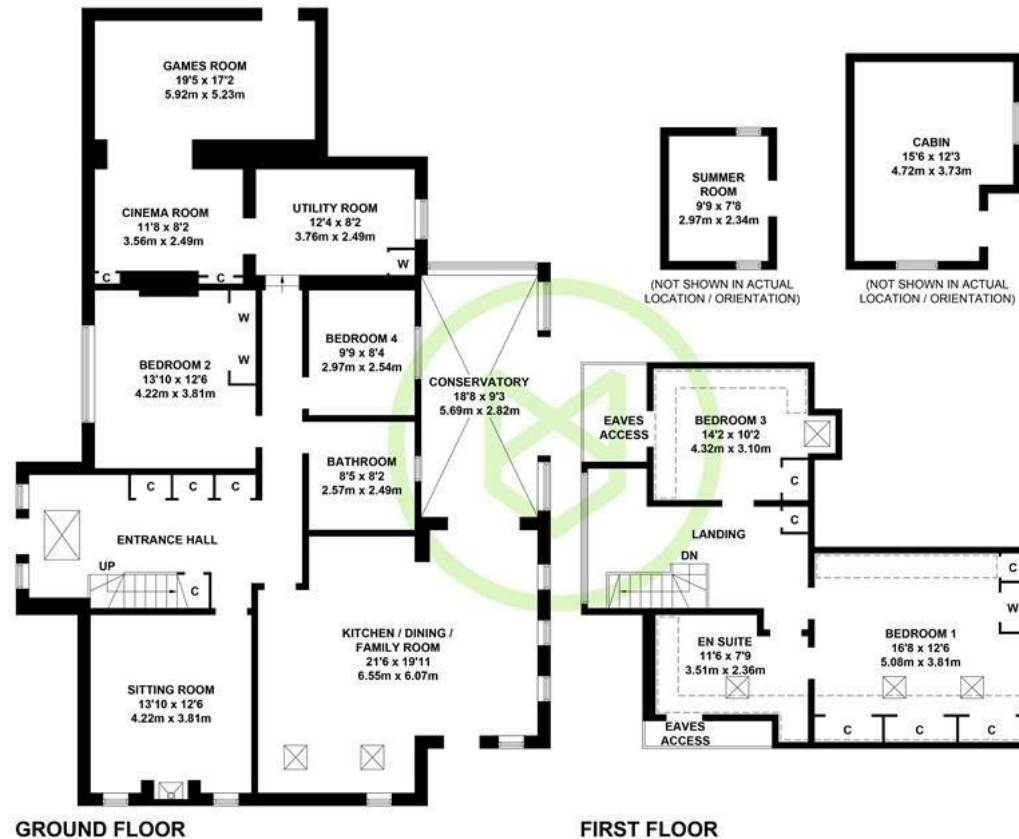 GAMES ROOM
19'5 x 17'2
5.92m x 5.23m
CINEMA ROOM
11'8 x 8'2
3.56m x 2.49m
C
C
UTILITY ROOM
12'4 x 8'2
3.76m x 2.49m
W
BEDROOM 2
13'10 x 12'6
4.22m x 3.81m
W
W
BEDROOM 4
9'9 x 8'4
2.97m x 2.54m
CONSERVATORY
18'8 x 9'3
5.69m x 2.82m
BATHROOM
8'5 x 8'2
2.57m x 2.49m
C
C
C
ENTRANCE HALL
UP
C
KITCHEN / DINING /
FAMILY ROOM
21'6 x 19'11
6.55m x 6.07m
SITTING ROOM
13'10 x 12'6
4.22m x 3.81m
GROUND FLOOR
SUMMER
ROOM
9'9 x 7'8
2.97m x 2.34m
(NOT SHOWN IN ACTUAL
LOCATION / ORIENTATION)
CABIN
15'6 x 12'3
4.72m x 3.73m
(NOT SHOWN IN ACTUAL
LOCATION / ORIENTATION)
EAVES
ACCESS
BEDROOM 3
14'2 x 10'2
4.32m x 3.10m
C
C
LANDING
DN
EN SUITE
11'6 x 7'9
3.51m x 2.36m
EAVES
ACCESS
BEDROOM 1
16'8 x 12'6
5.08m x 3.81m
C
W
C
C
C
FIRST FLOOR